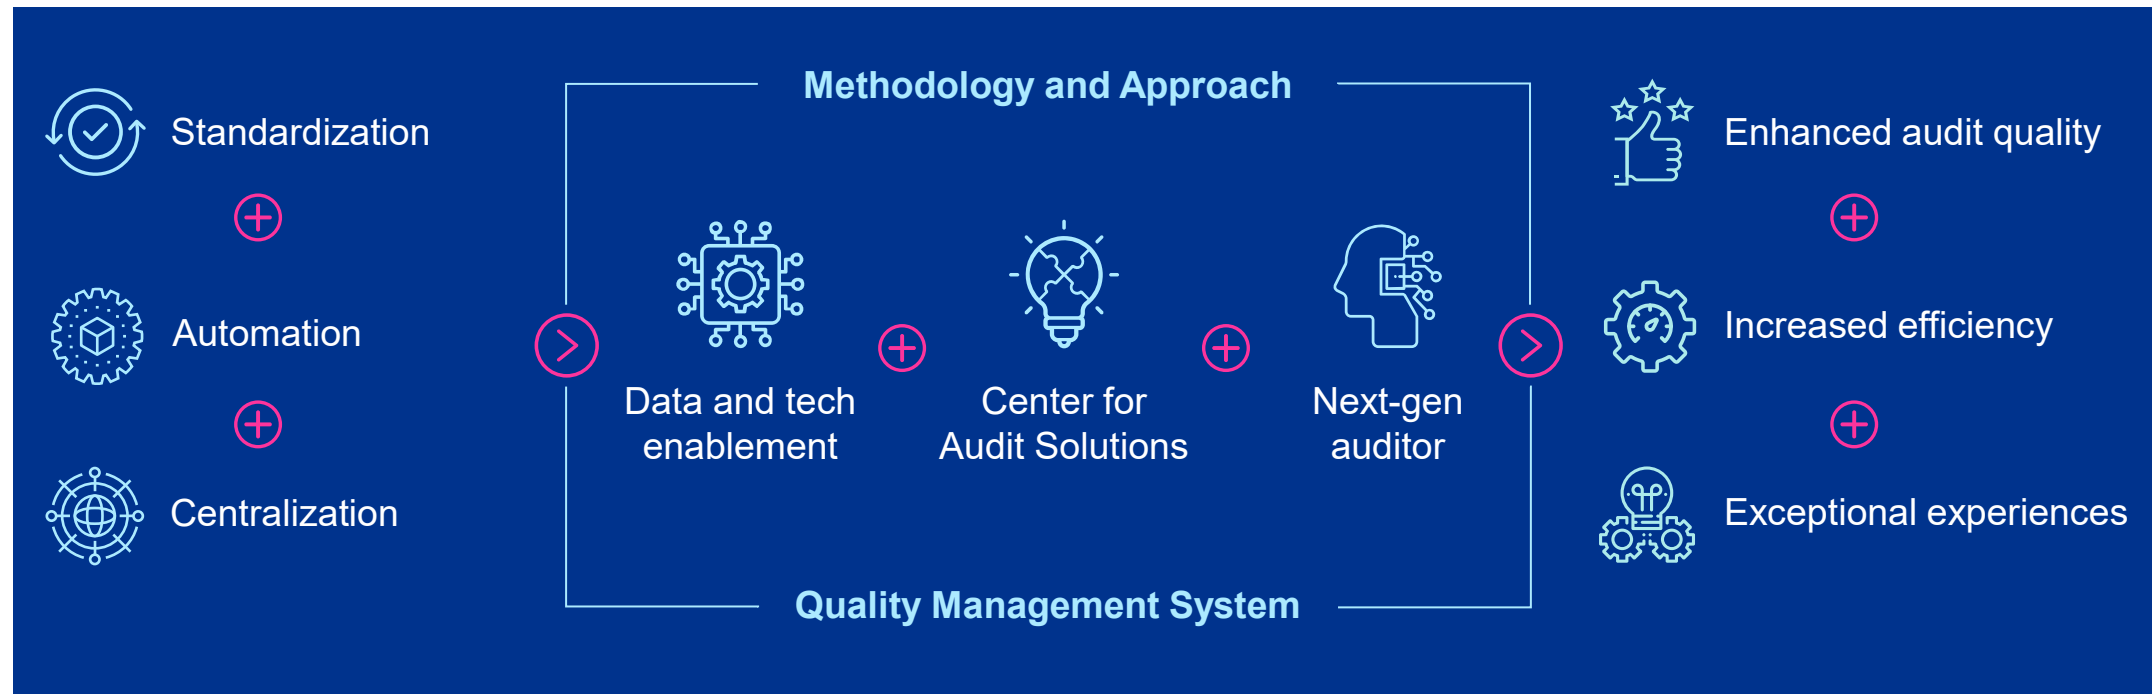 Standardization
Automation
Centralization
Methodology and Approach
Data and tech
enablement
Center for
Audit Solutions
Next-gen
auditor
Quality Management System
Enhanced audit quality
Increased efficiency
Exceptional experiences